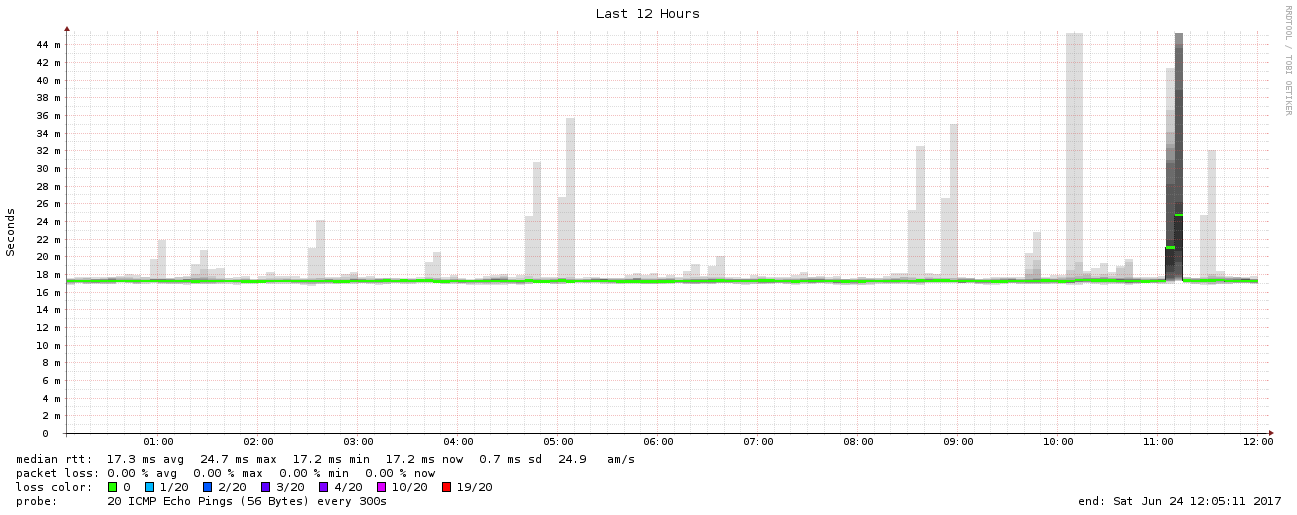 Last 12 Hours
RRDTOOL / TOBI OETIKER
Seconds
44 m
42 m
40 m
38 m
36 m
34 m
32 m
30 m
28 m
26 m
24 m
22 m
20 m
18 m
16 m
14 m
12 m
10 m
8 m
6 m
4 m
2 m
0
01:00 02:00 03:00 04:00 05:00 06:00 07:00 08:00 09:00 10:00 11:00 12:00
median rtt: 17.3 ms avg 24.7 ms max 17.2 ms min 17.2 ms now 0.7 ms sd 24.9 am/s
packet loss: 0.00 % avg 0.00 % max 0.00 % min 0.00 % now
loss color: 0 1/20 2/20 3/20 4/20 10/20 19/20
probe: 20 ICMP Echo Pings (56 Bytes) every 300s end: Sat Jun 24 12:05:11 2017